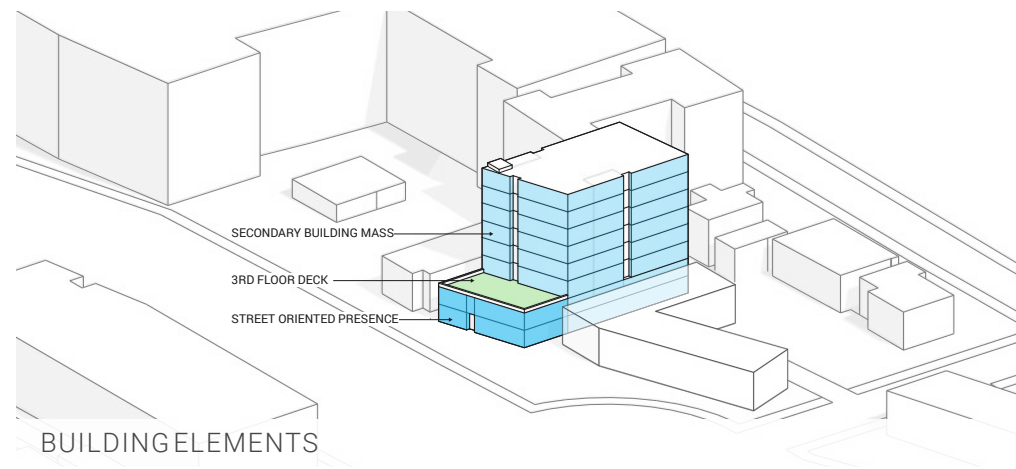 SECONDARY BUILDING MASS
3RD FLOOR DECK
STREET ORIENTED PRESENCE
BUILDING ELEMENTS